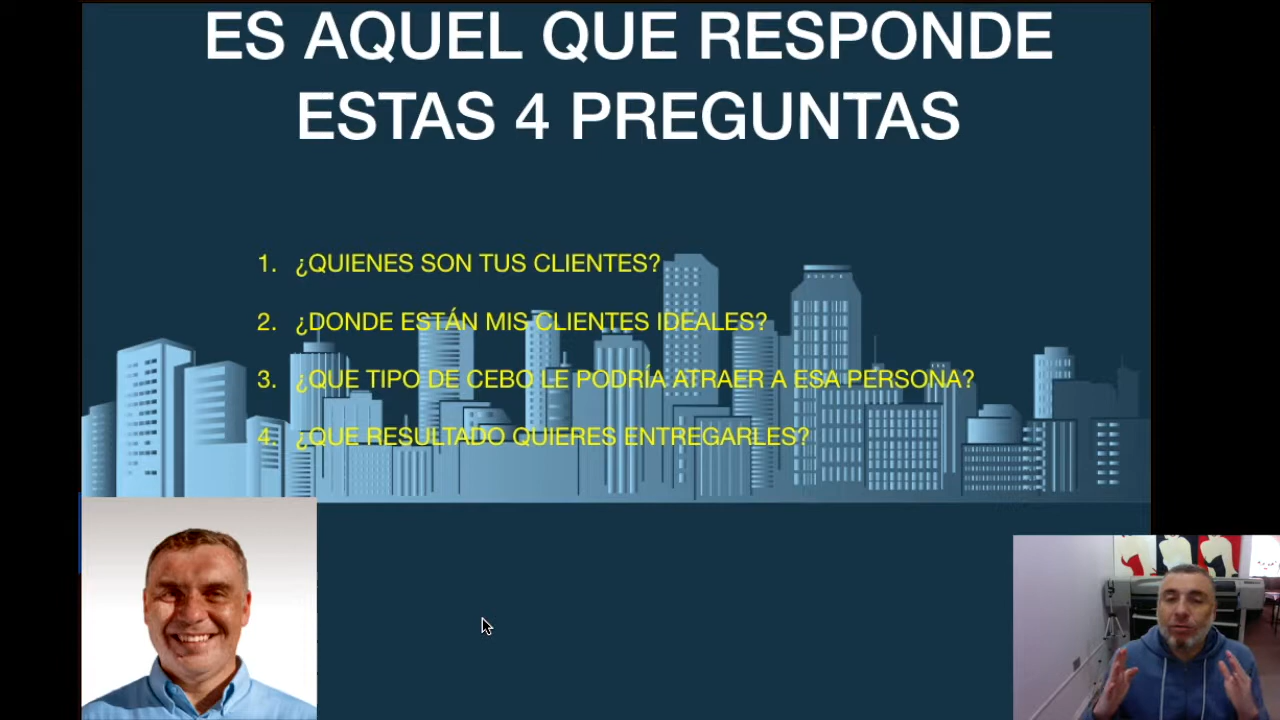 ES AQUEL QUE RESPONDE
ESTAS 4 PREGUNTAS
1. ¿QUIENES SON TUS CLIENTES?
2. ¿DONDE ESTÁN MIS CLIENTES IDEALES?
3. ¿QUE TIPO DE CEBO LE PODRÍA ATRAER A ESA PERSONA?
4. ¿QUE RESULTADO QUIERES ENTREGARLES?